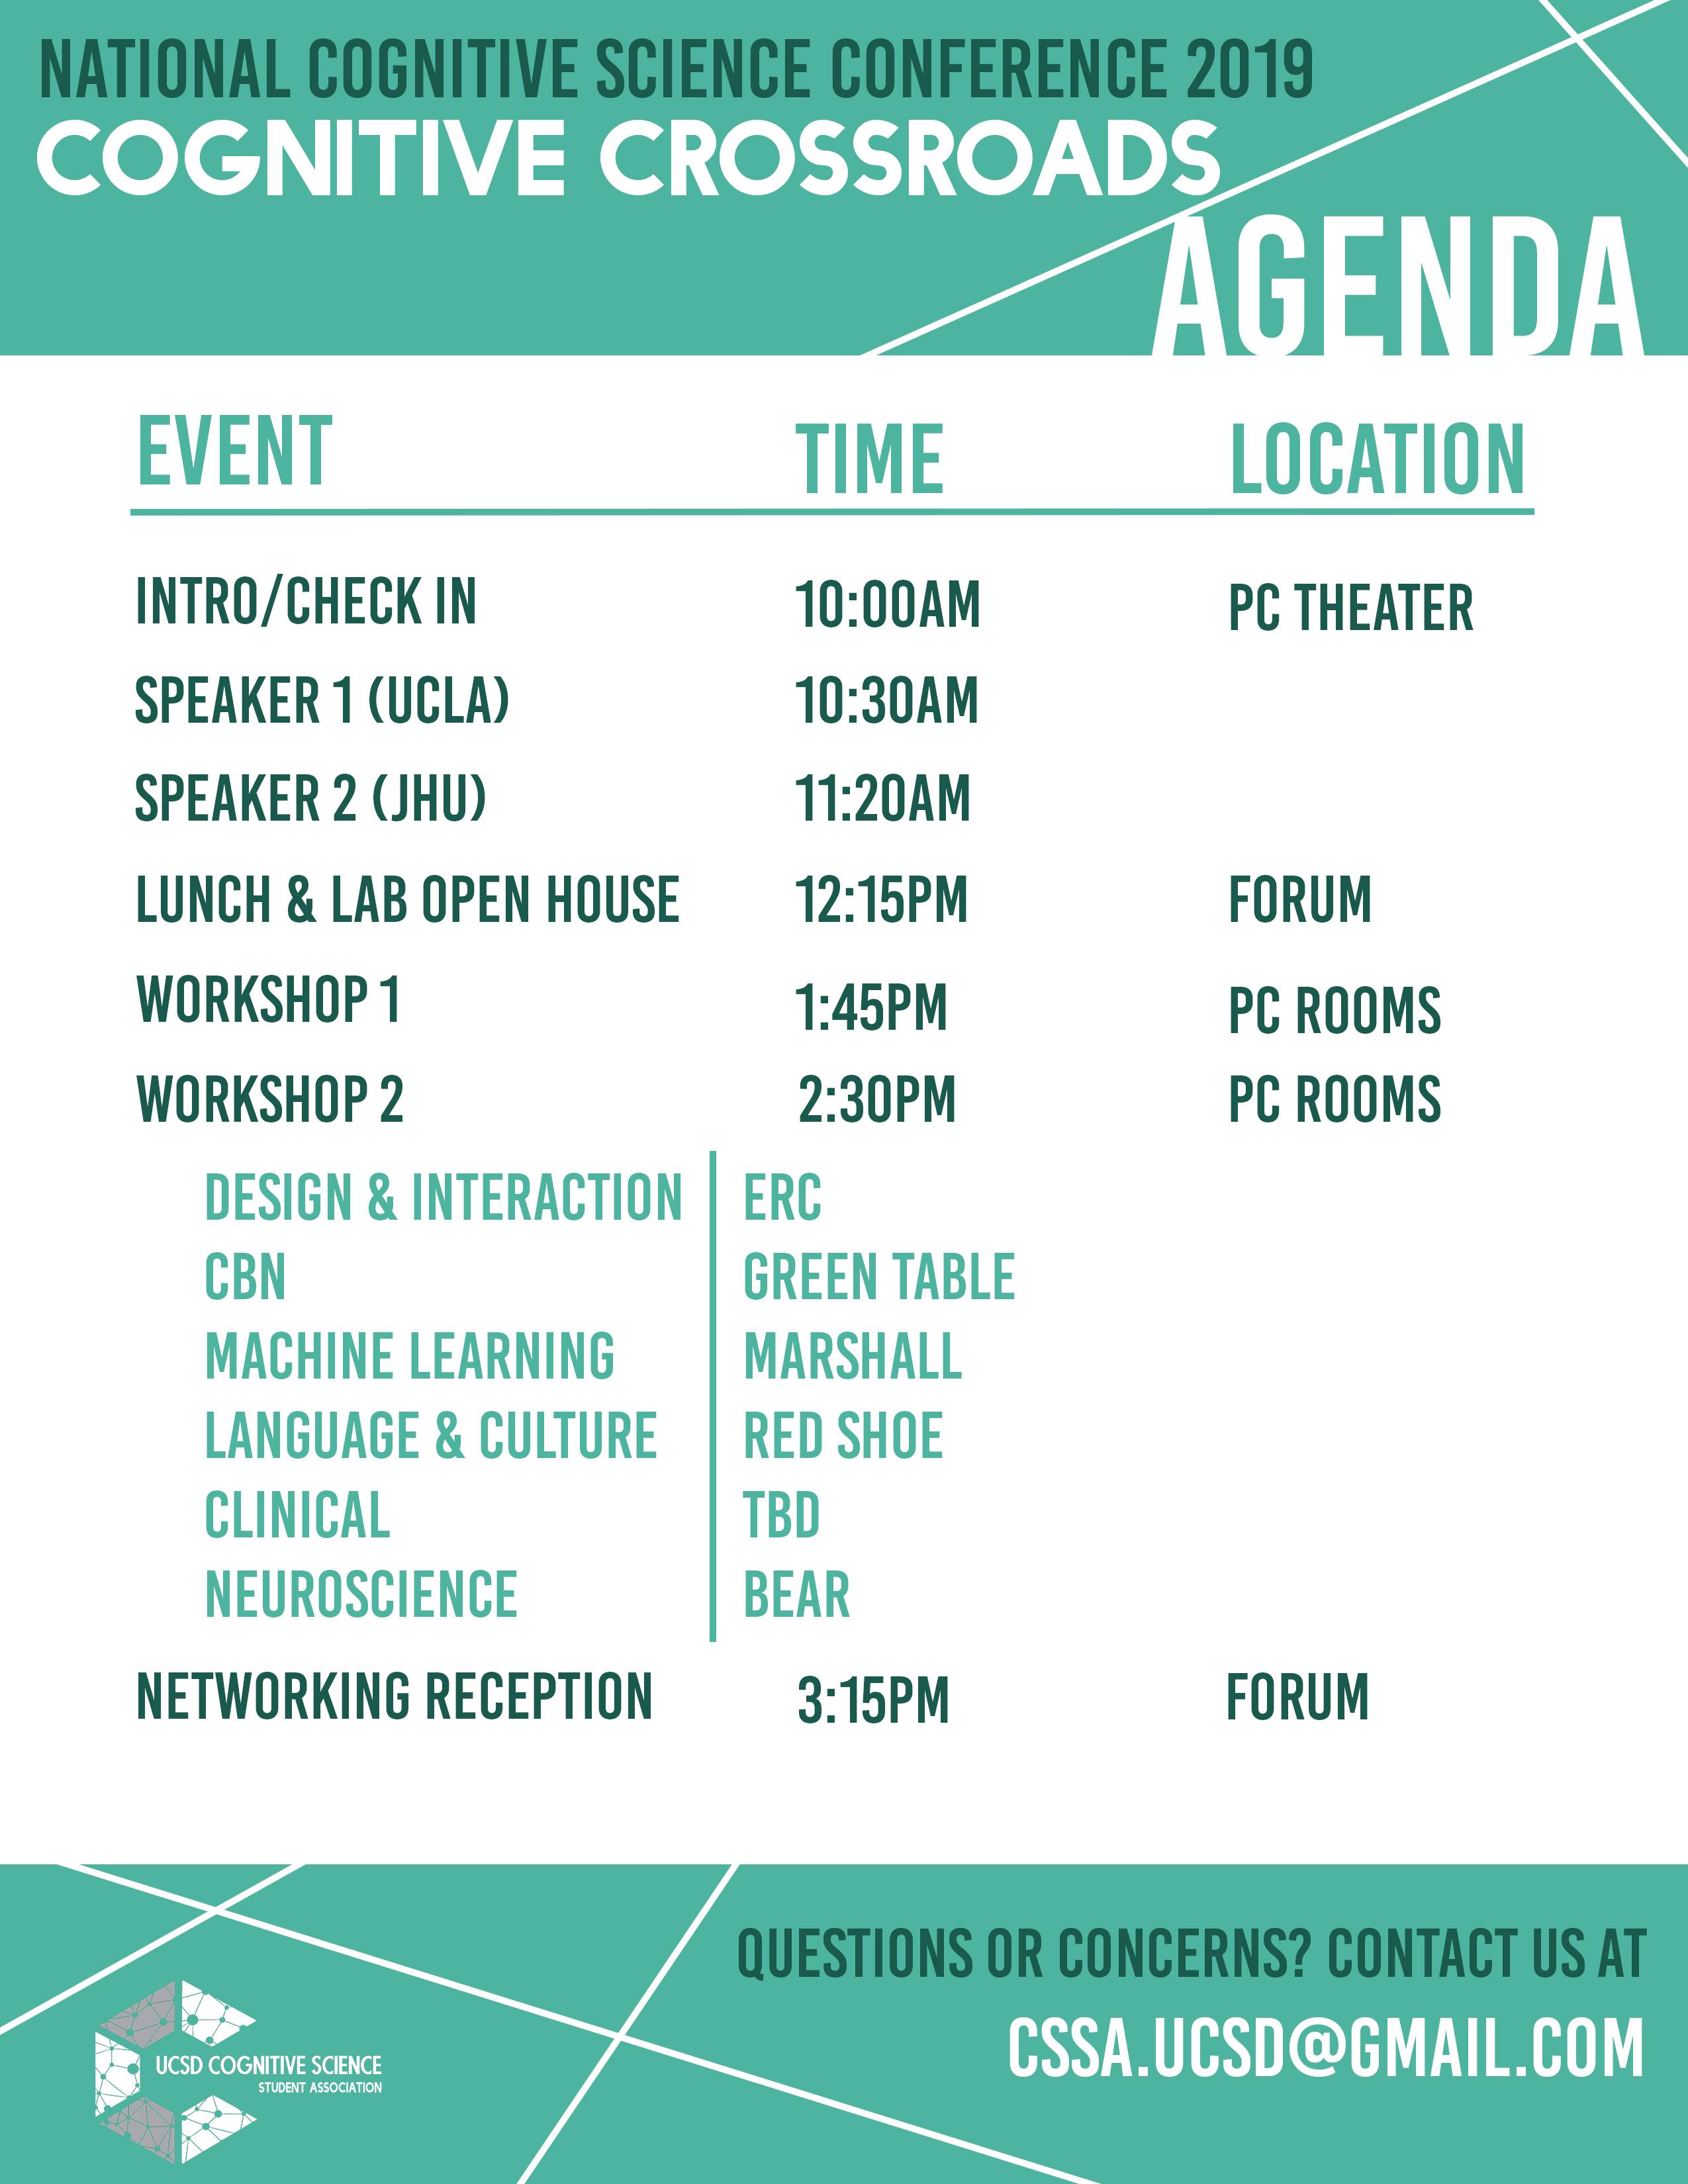 NATIONAL COGNITIVE SCIENCE CONFERENCE 2019
COGNITIVE CROSSROADS
AGENDA
EVENT TIME LOCATION
INTRO/CHECK IN 10:00AM PC THEATER
SPEAKER 1 (UCLA) 10:30AM
SPEAKER 2 (JHU) 11:20AM
LUNCH & LAB OPEN HOUSE 12:15PM FORUM
WORKSHOP 1 1:45PM PC ROOMS
WORKSHOP 2 2:30PM PC ROOMS
DESIGN & INTERACTION ERC
CBN GREEN TABLE
MACHINE LEARNING MARSHALL
LANGUAGE & CULTURE RED SHOE
CLINICAL TBD
NEUROSCIENCE BEAR
NETWORKING RECEPTION 3:15PM FORUM
QUESTIONS OR CONCERNS? CONTACT US AT
CSSA.UCSD@GMAIL.COM
UCSD COGNITIVE SCIENCE
STUDENT ASSOCIATION